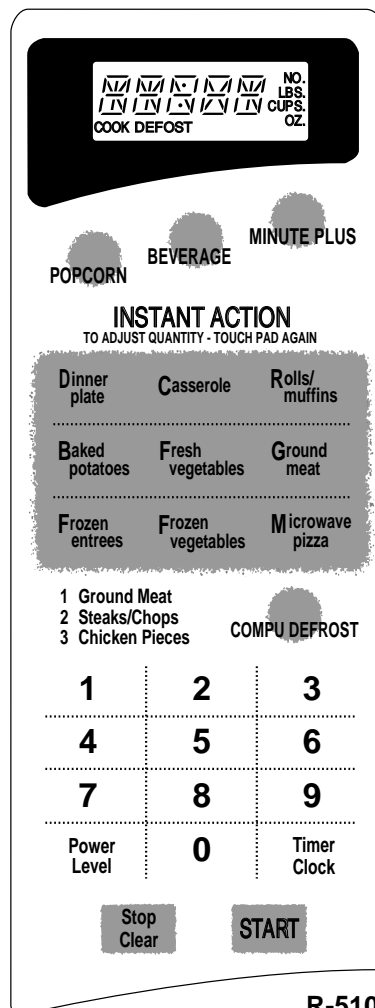 NO.
LBS.
CUPS.
OZ.
COOK DEFOST
POPCORN
BEVERAGE
MINUTE PLUS
INSTANT ACTION
TO ADJUST QUANTITY - TOUCH PAD AGAIN
Dinner plate
Casserole
Rolls/ muffins
Baked potatoes
Fresh vegetables
Ground meat
Frozen entrees
Frozen vegetables
Microwave pizza
1 Ground Meat
2 Steaks/Chops
3 Chicken Pieces
COMPU DEFROST
1 2 3
4 5 6
7 8 9
Power Level
0
Timer Clock
Stop Clear
START
R-510